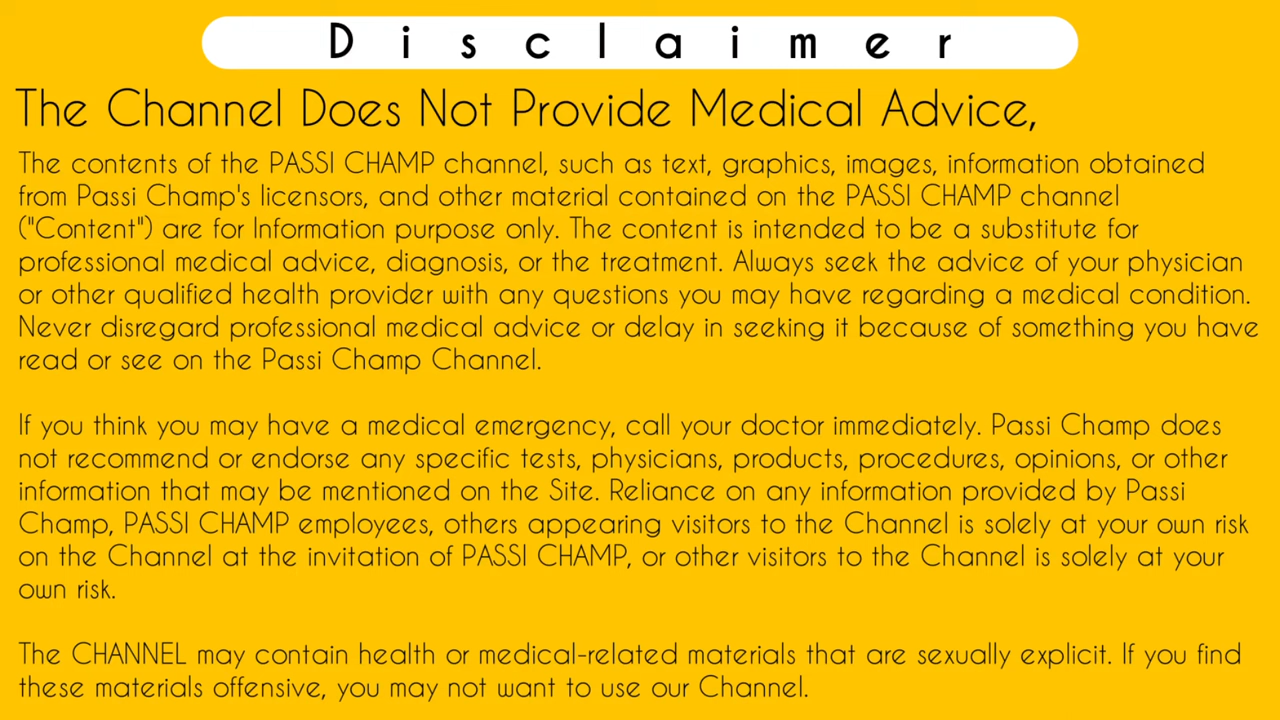 Disclaimer
The Channel Does Not Provide Medical Advice,
The contents of the PASSI CHAMP channel, such as text, graphics, images, information obtained
from Passi Champ's licensors, and other material contained on the PASSI CHAMP channel
("Content") are for Information purpose only. The content is intended to be a substitute for
professional medical advice, diagnosis, or the treatment. Always seek the advice of your physician
or other qualified health provider with any questions you may have regarding a medical condition.
Never disregard professional medical advice or delay in seeking it because of something you have
read or see on the Passi Champ Channel.
If you think you may have a medical emergency, call your doctor immediately. Passi Champ does
not recommend or endorse any specific tests, physicians, products, procedures, opinions, or other
information that may be mentioned on the Site. Reliance on any information provided by Passi
Champ, PASSI CHAMP employees, others appearing visitors to the Channel is solely at your own risk
on the Channel at the invitation of PASSI CHAMP, or other visitors to the Channel is solely at your
own risk.
The CHANNEL may contain health or medical-related materials that are sexually explicit. If you find
these materials offensive, you may not want to use our Channel.